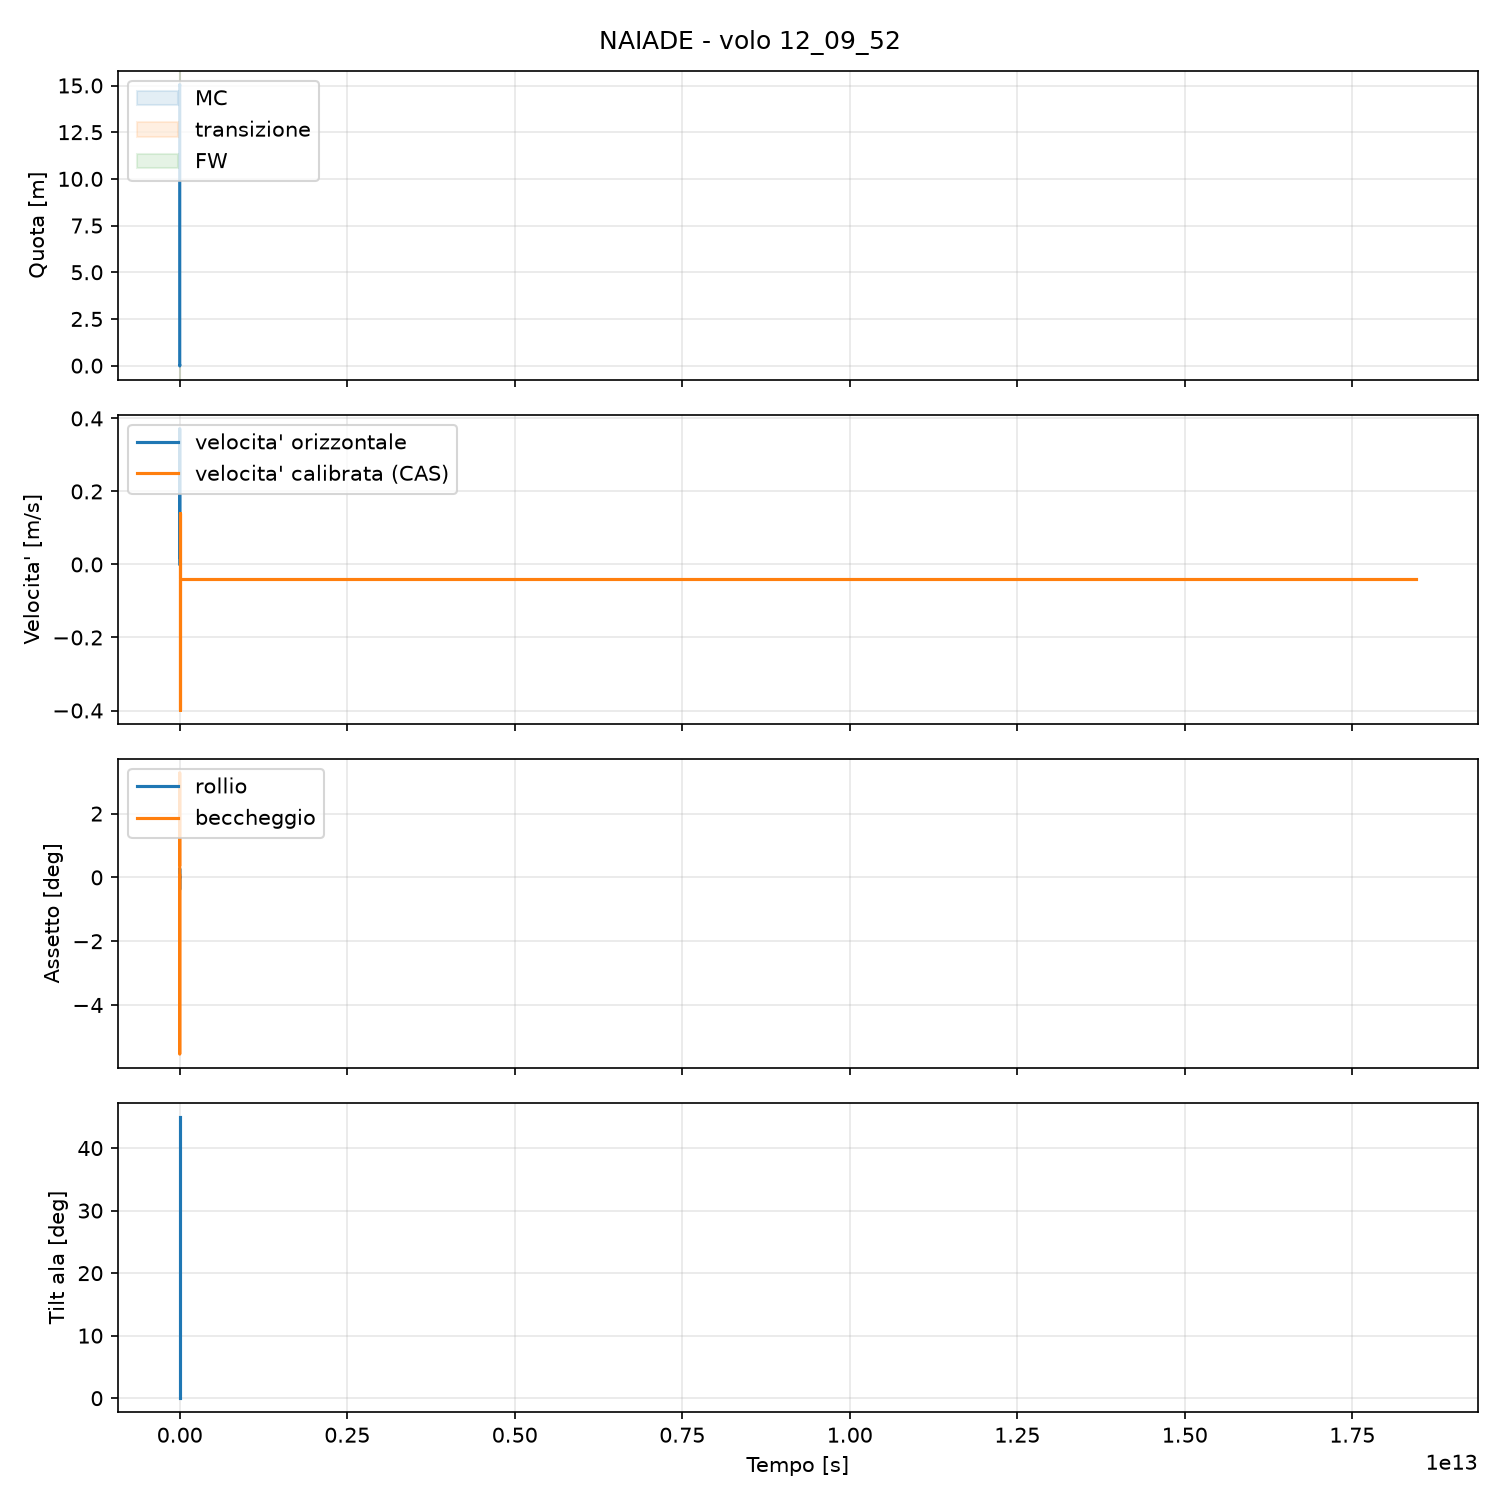 NAIADE - volo 12_09_52
15.0
12.5
10.0
7.5
5.0
2.5
0.0
Quota [m]
MC
transizione
FW
0.4
0.2
0.0
−0.2
−0.4
Velocita' [m/s]
velocita' orizzontale
velocita' calibrata (CAS)
2
0
−2
−4
Assetto [deg]
rollio
beccheggio
40
30
20
10
0
Tilt ala [deg]
0.00 0.25 0.50 0.75 1.00 1.25 1.50 1.75
1e13
Tempo [s]